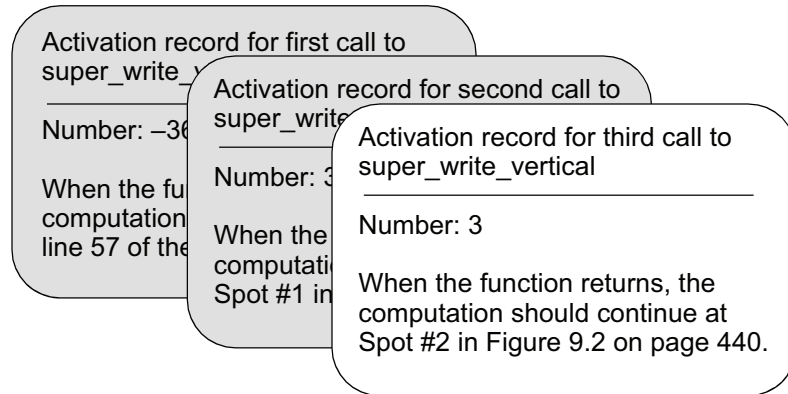 Activation record for first call to
super_write_
Number: –36
When the fu
computation
line 57 of the
Activation record for second call to
super_write
Number: 3
When the
computati
Spot #1 in
Activation record for third call to
super_write_vertical
Number: 3
When the function returns, the
computation should continue at
Spot #2 in Figure 9.2 on page 440.